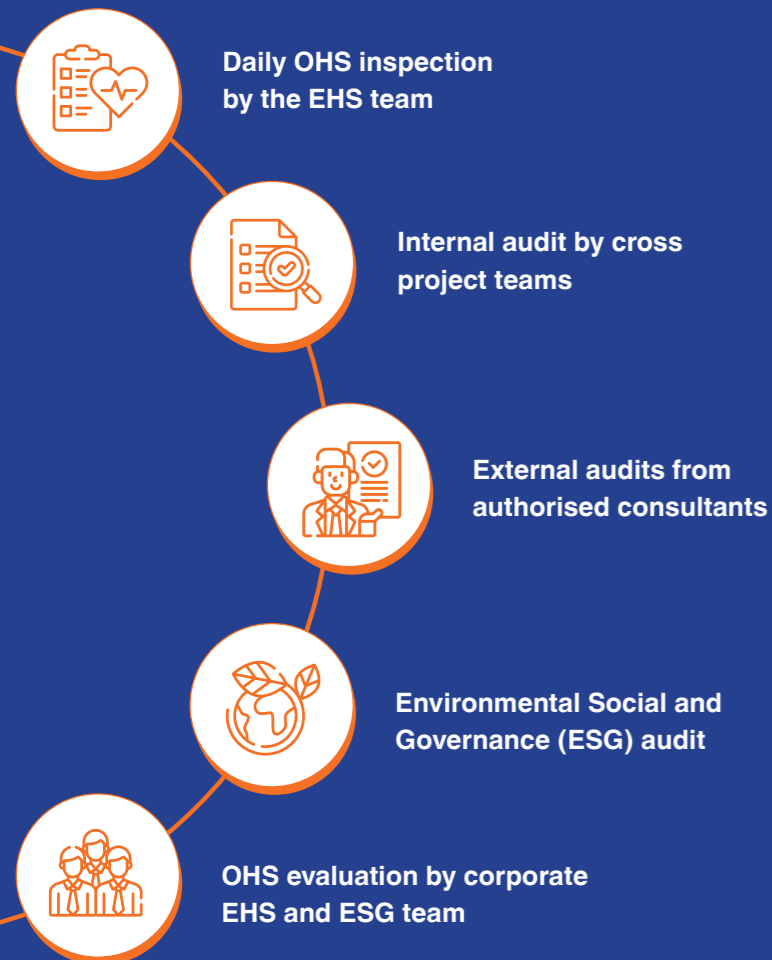 Daily OHS inspection
by the EHS team
Internal audit by cross
project teams
External audits from
authorised consultants
Environmental Social and
Governance (ESG) audit
OHS evaluation by corporate
EHS and ESG team